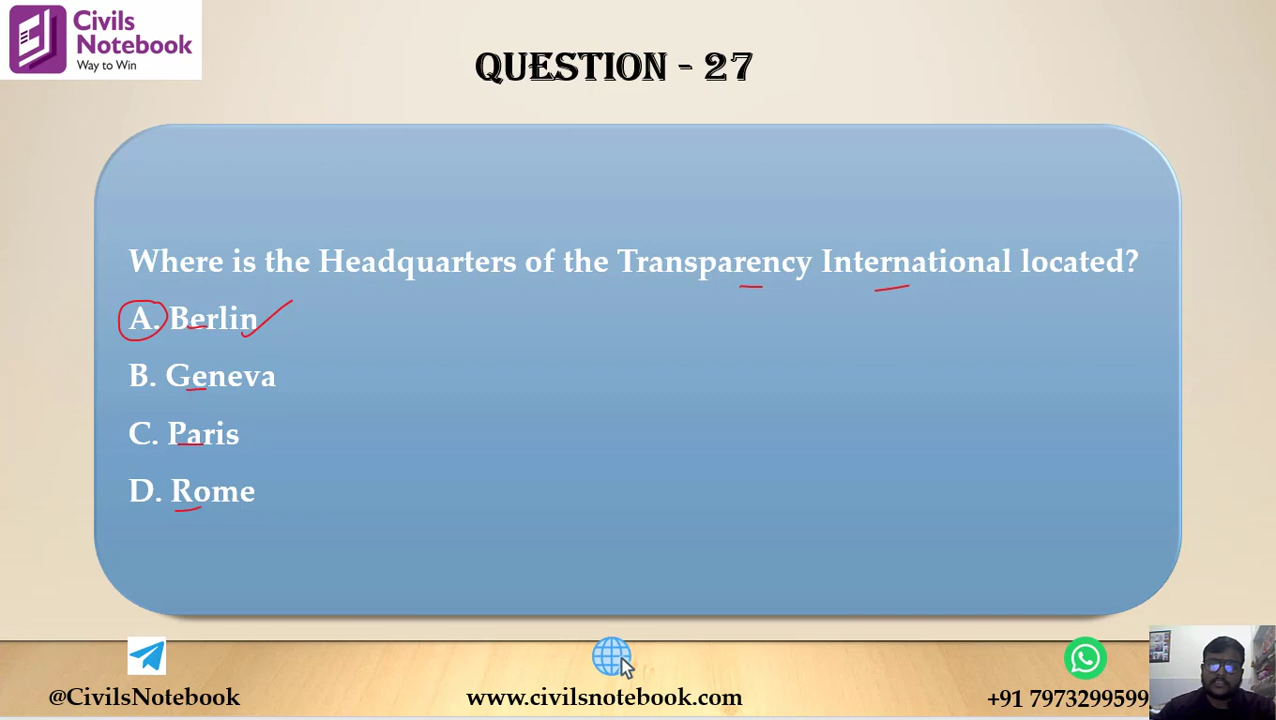 Civils
Notebook
Way to Win
QUESTION - 27
Where is the Headquarters of the Transparency International located?
A. Berlin
B. Geneva
C. Paris
D. Rome
@CivilsNotebook
www.civilsnotebook.com
+91 7973299599